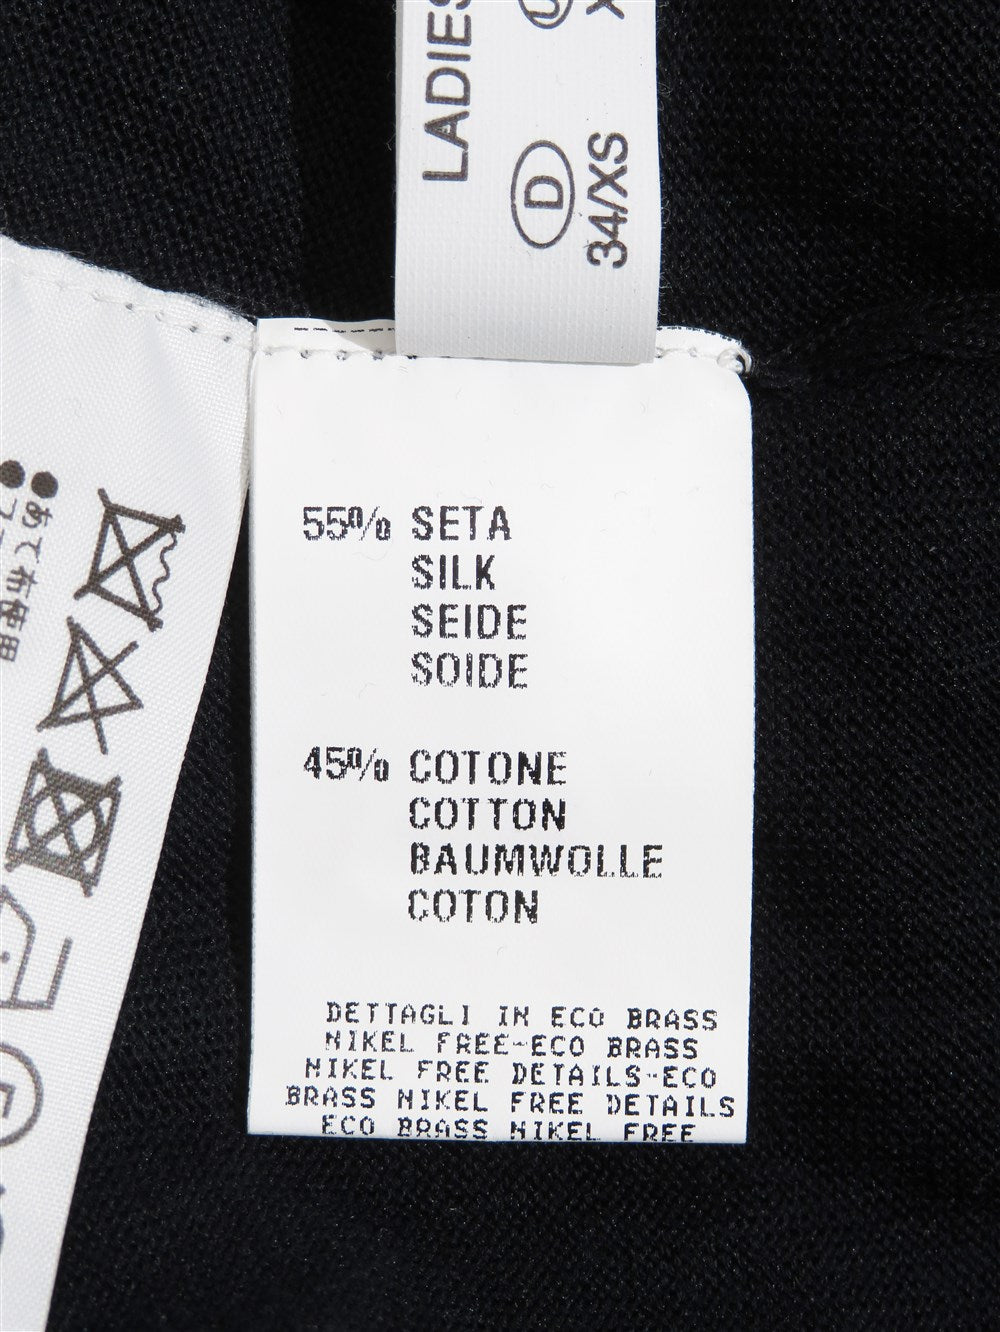 LADIES
D
34/XS
55% SETA
SILK
SEIDE
SOIDE
45% COTONE
COTTON
BAUMWOLLE
COTON
DETTAGLI IN ECO BRASS
NIKEL FREE-ECO BRASS
NIKEL FREE DETAILS-ECO
BRASS NIKEL FREE DETAILS
ECO BRASS NIKEL FREE
●あて布使用